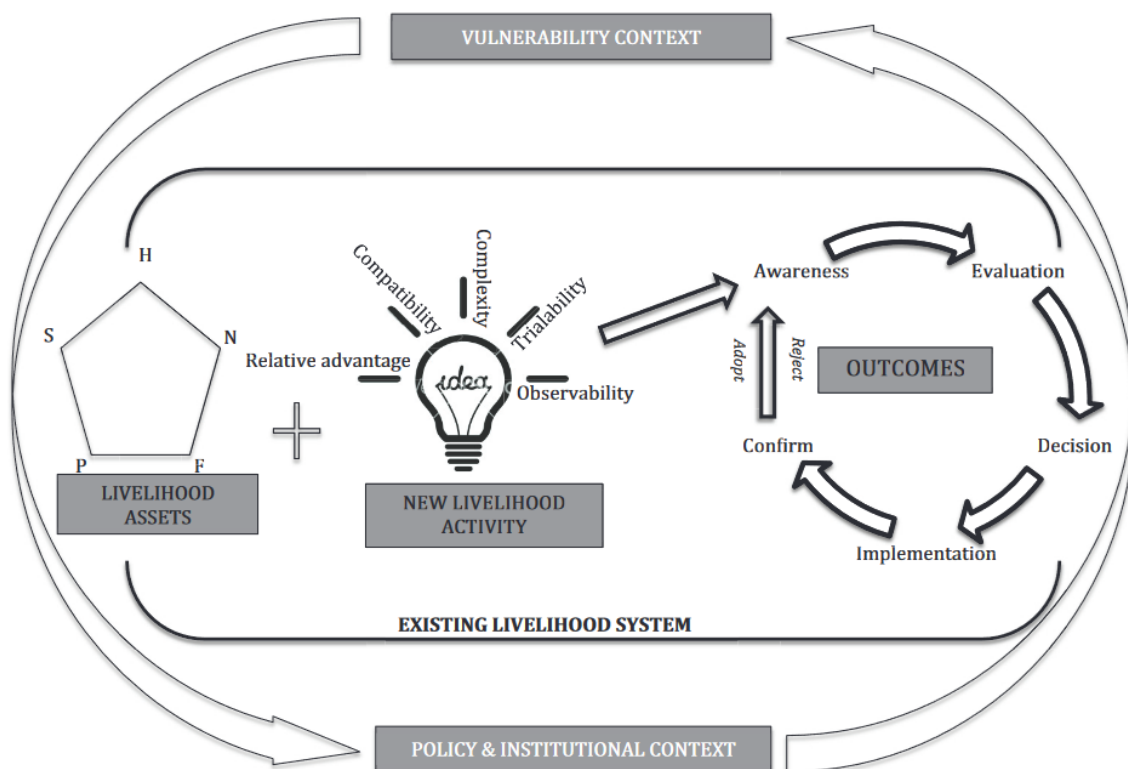 VULNERABILITY CONTEXT
H
S
N
P
F
LIVELIHOOD
ASSETS
Relative advantage
Compatibility
Complexity
Trialability
Observability
idea
NEW LIVELIHOOD
ACTIVITY
Awareness
Evaluation
Adopt
Reject
OUTCOMES
Confirm
Decision
Implementation
EXISTING LIVELIHOOD SYSTEM
POLICY & INSTITUTIONAL CONTEXT